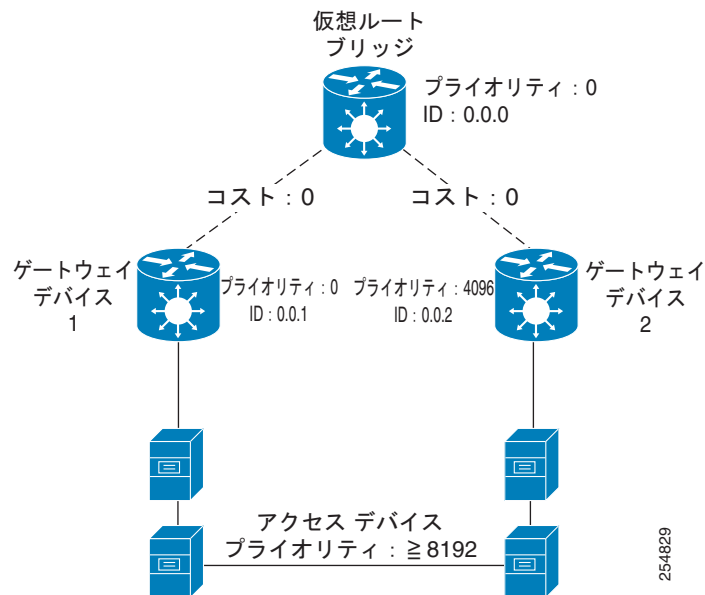 仮想ルート
ブリッジ
プライオリティ：0
ID：0.0.0
コスト：0
コスト：0
ゲートウェイ
デバイス
1
プライオリティ：0
ID：0.0.1
プライオリティ：4096
ID：0.0.2
ゲートウェイ
デバイス
2
アクセス デバイス
プライオリティ：≧8192
254829